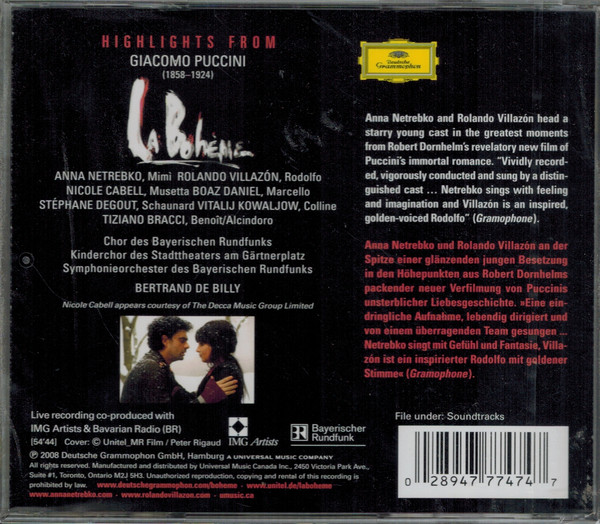 HIGHLIGHTS FROM
GIACOMO PUCCINI
(1858–1924)
La Bohème
ANNA NETREBKO, Mimì ROLANDO VILLAZÓN, Rodolfo
NICOLE CABELL, Musetta BOAZ DANIEL, Marcello
STÉPHANE DEGOUT, Schaunard VITALIJ KOWALJOW, Colline
TIZIANO BRACCI, Benoît/Alcindoro
Chor des Bayerischen Rundfunks
Kinderchor des Stadttheaters am Gärtnerplatz
Symphonieorchester des Bayerischen Rundfunks
BERTRAND DE BILLY
Nicole Cabell appears courtesy of The Decca Music Group Limited
Live recording co-produced with
IMG Artists & Bavarian Radio (BR)
[54'44] Cover: © Unitel_MR Film / Peter Rigaud
IMG Artists
BR
Bayerischer
Rundfunk
℗ 2008 Deutsche Grammophon GmbH, Hamburg A UNIVERSAL MUSIC COMPANY
All rights reserved. Manufactured and distributed by Universal Music Canada Inc., 2450 Victoria Park Ave.,
Suite #1, Toronto, Ontario M2J 5H3. Unauthorized reproduction, copying and rental of this recording is
prohibited by law. www.deutschegrammophon.com/boheme www.unitel.de/laboheme
www.annanetrebko.com www.rolandovillazon.com umusic.ca
Deutsche
Grammophon
Anna Netrebko and Rolando Villazón head a
starry young cast in the greatest moments
from Robert Dornhelm's revelatory new film of
Puccini's immortal romance. "Vividly record-
ed, vigorously conducted and sung by a dis-
tinguished cast ... Netrebko sings with feeling
and imagination and Villazón is an inspired,
golden-voiced Rodolfo" (Gramophone).
Anna Netrebko und Rolando Villazón an der
Spitze einer glänzenden jungen Besetzung
in den Höhepunkten aus Robert Dornhelms
packender neuer Verfilmung von Puccinis
unsterblicher Liebesgeschichte. »Eine ein-
dringliche Aufnahme, lebendig dirigiert und
von einem überragenden Team gesungen ...
Netrebko singt mit Gefühl und Fantasie, Villa-
zón ist ein inspirierter Rodolfo mit goldener
Stimme« (Gramophone).
File under: Soundtracks
0 28947 77474 7